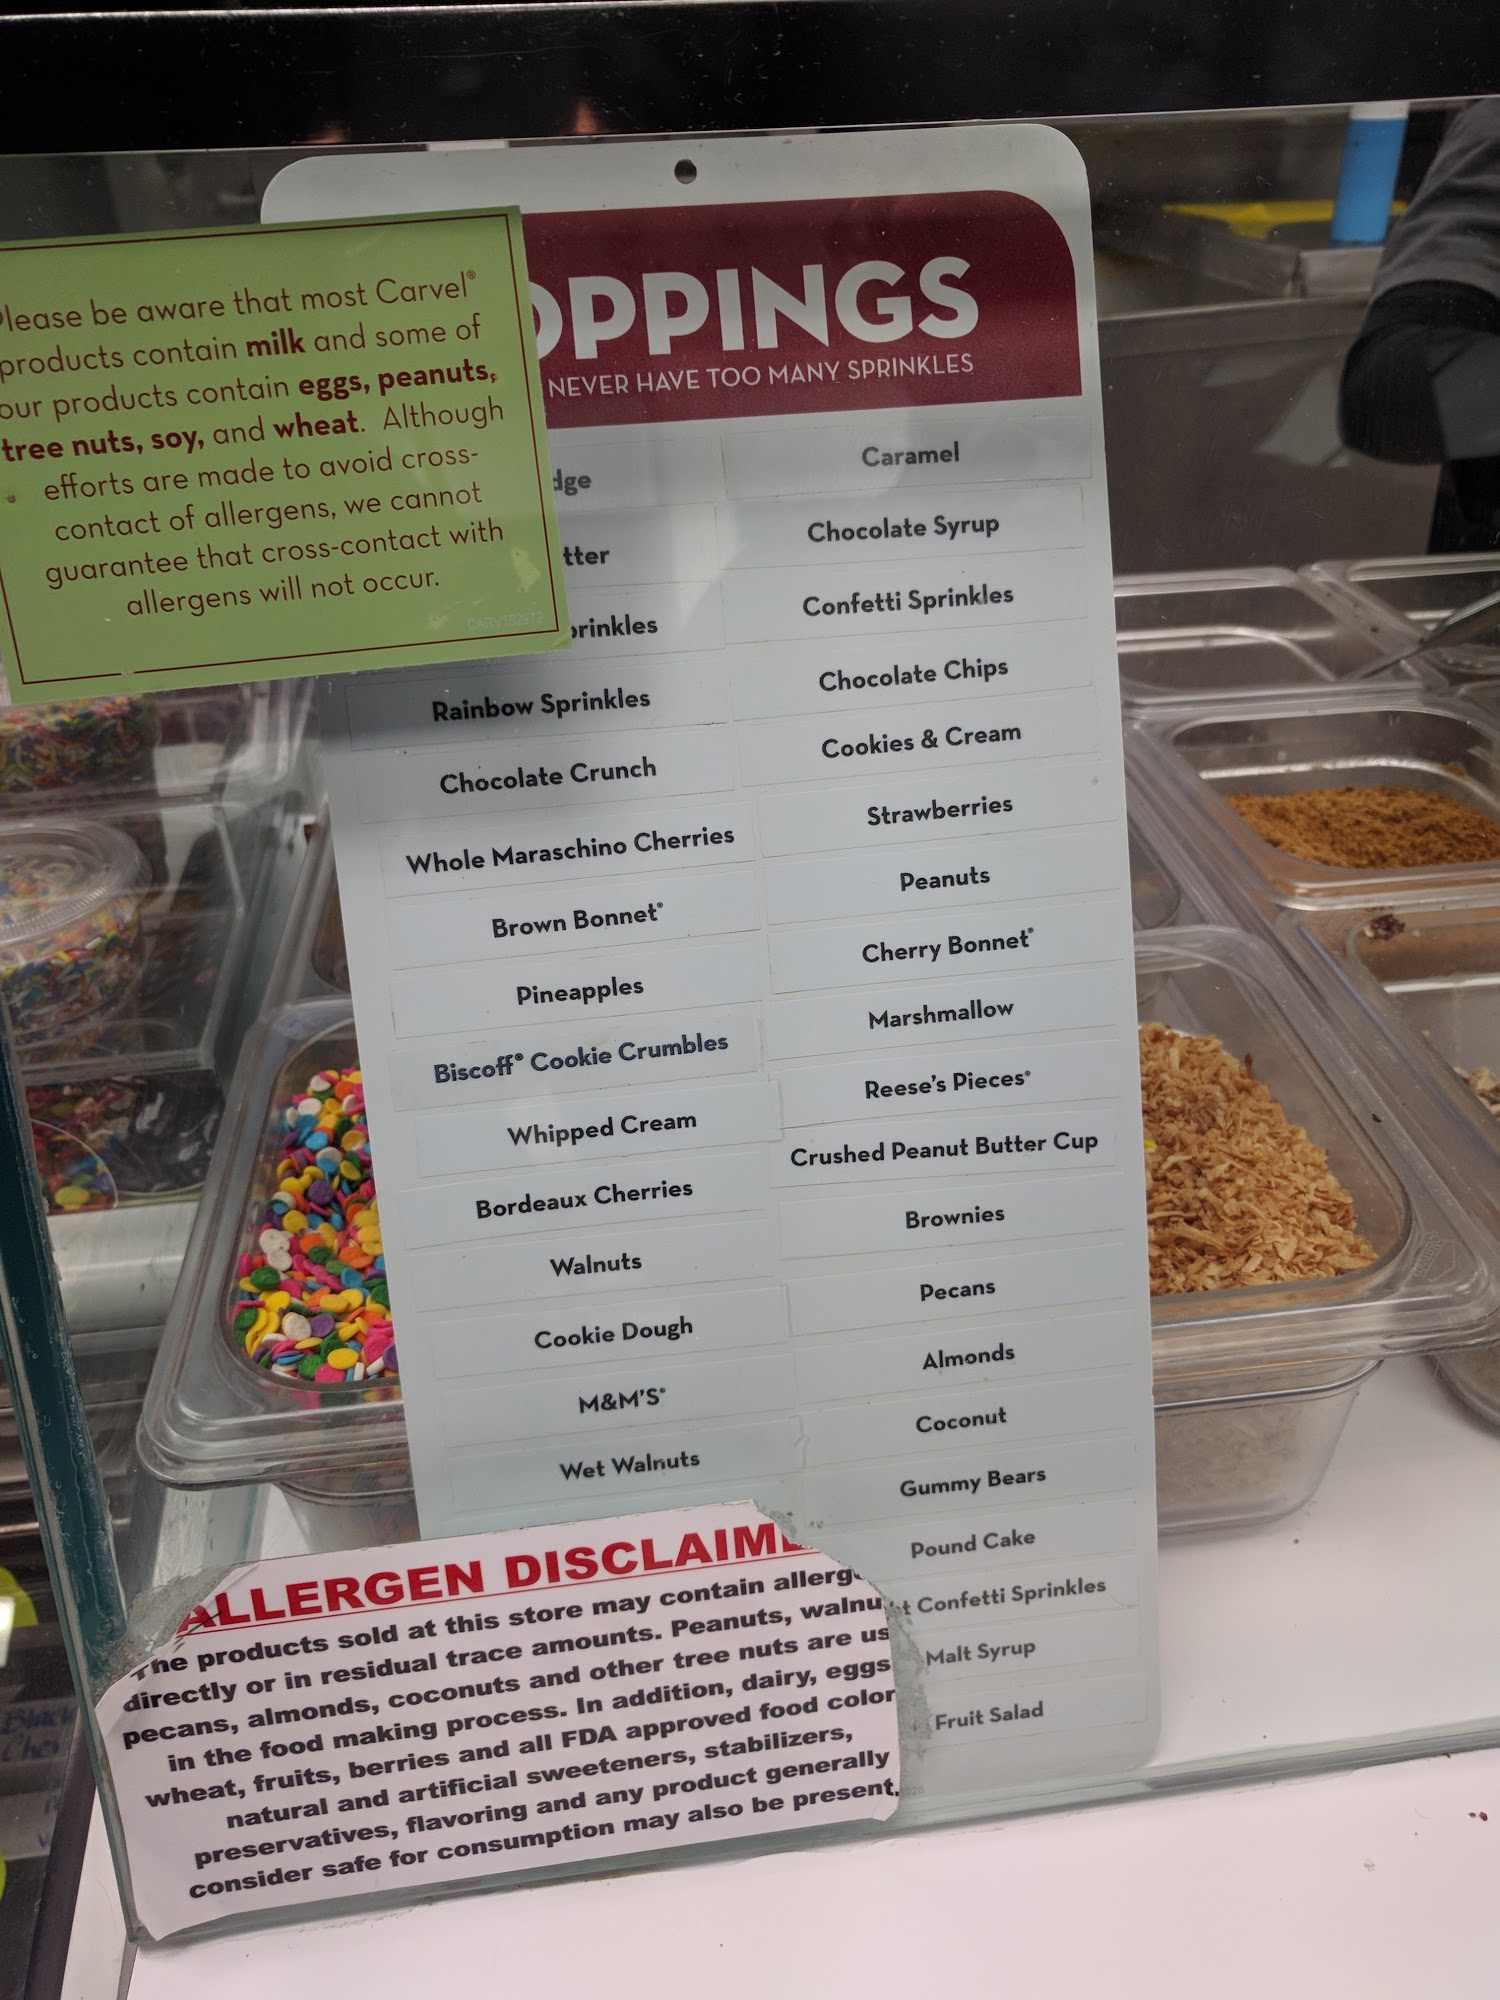 Please be aware that most Carvel®
products contain milk and some of
our products contain eggs, peanuts,
tree nuts, soy, and wheat. Although
efforts are made to avoid cross-
contact of allergens, we cannot
guarantee that cross-contact with
allergens will not occur.
CARV152972
OPPINGS
NEVER HAVE TOO MANY SPRINKLES
dge
tter
prinkles
Rainbow Sprinkles
Chocolate Crunch
Whole Maraschino Cherries
Brown Bonnet®
Pineapples
Biscoff® Cookie Crumbles
Whipped Cream
Bordeaux Cherries
Walnuts
Cookie Dough
M&M'S®
Wet Walnuts
Caramel
Chocolate Syrup
Confetti Sprinkles
Chocolate Chips
Cookies & Cream
Strawberries
Peanuts
Cherry Bonnet®
Marshmallow
Reese's Pieces®
Crushed Peanut Butter Cup
Brownies
Pecans
Almonds
Coconut
Gummy Bears
Pound Cake
t Confetti Sprinkles
Malt Syrup
Fruit Salad
ALLERGEN DISCLAIM
The products sold at this store may contain allerg
directly or in residual trace amounts. Peanuts, walnu
pecans, almonds, coconuts and other tree nuts are us
in the food making process. In addition, dairy, eggs
wheat, fruits, berries and all FDA approved food color
natural and artificial sweeteners, stabilizers,
preservatives, flavoring and any product generally
consider safe for consumption may also be present.